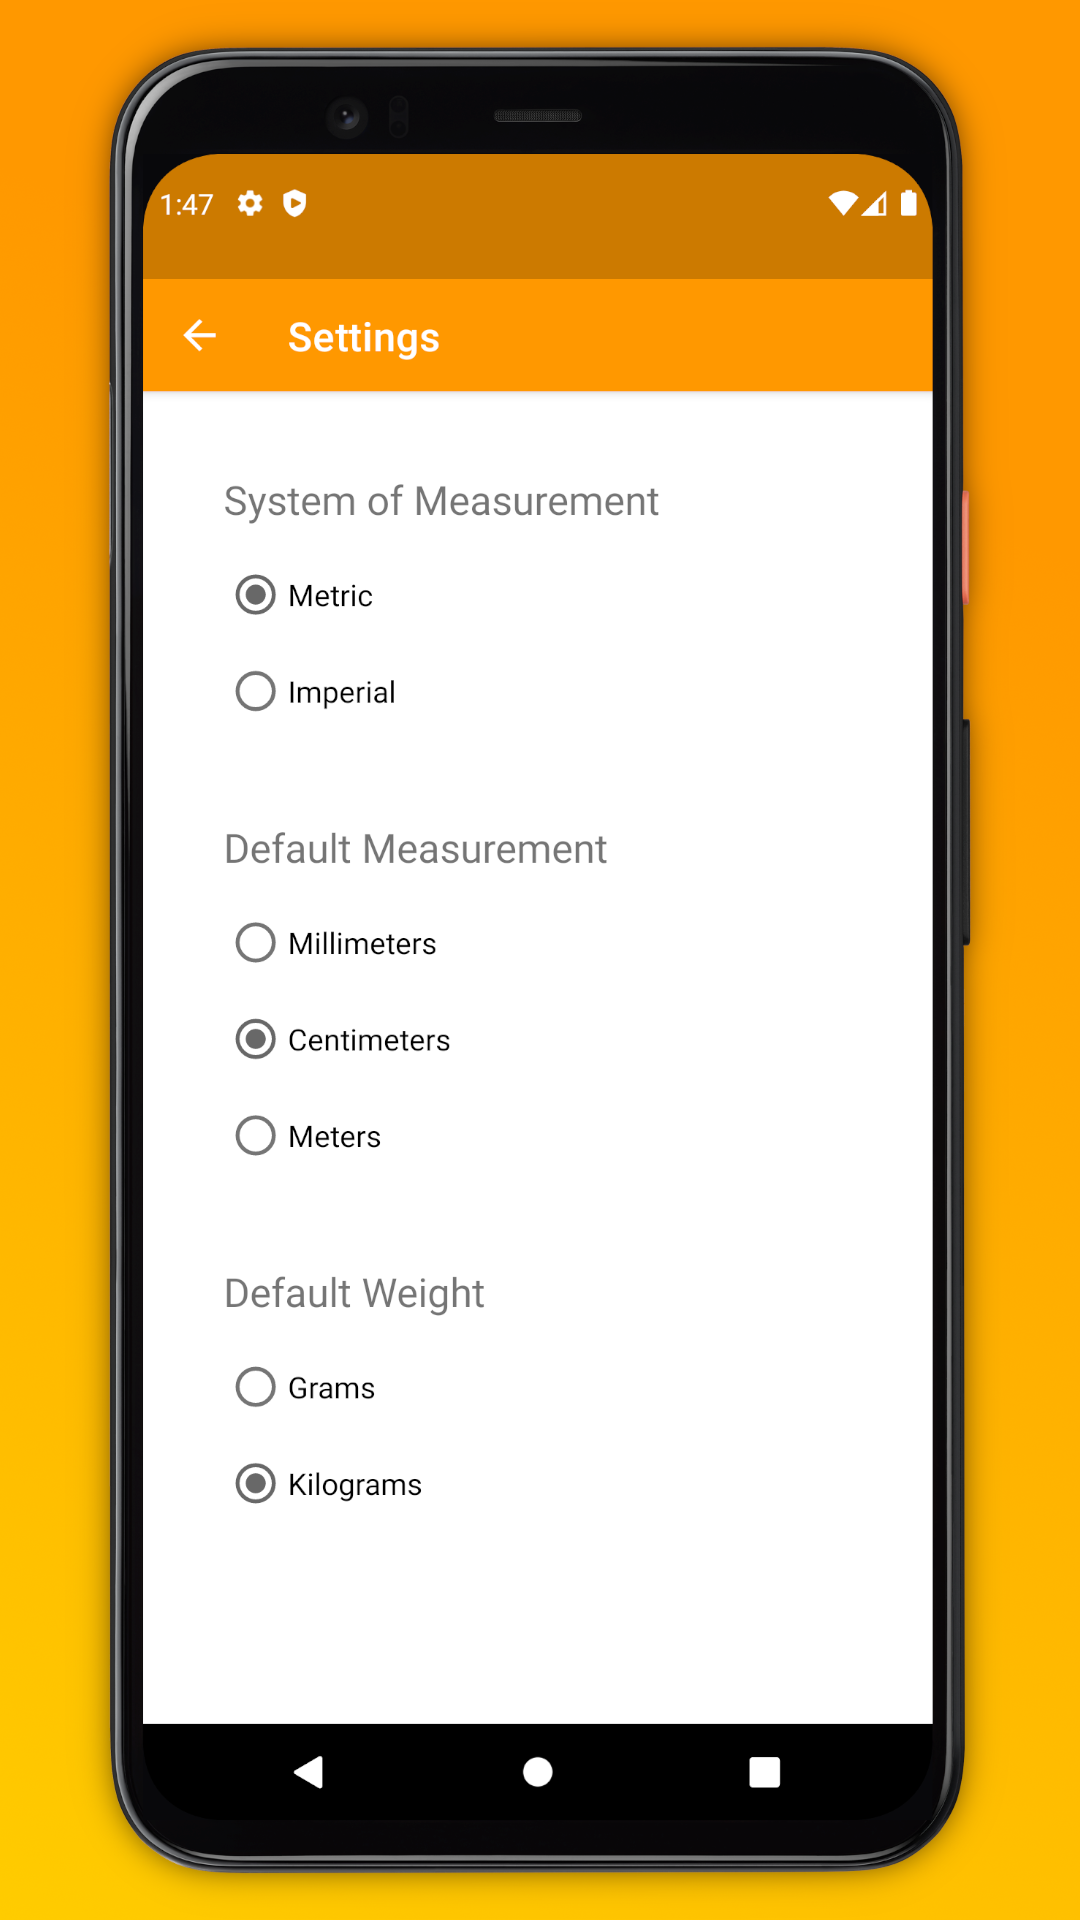 1:47
Settings
System of Measurement
Metric
Imperial
Default Measurement
Millimeters
Centimeters
Meters
Default Weight
Grams
Kilograms